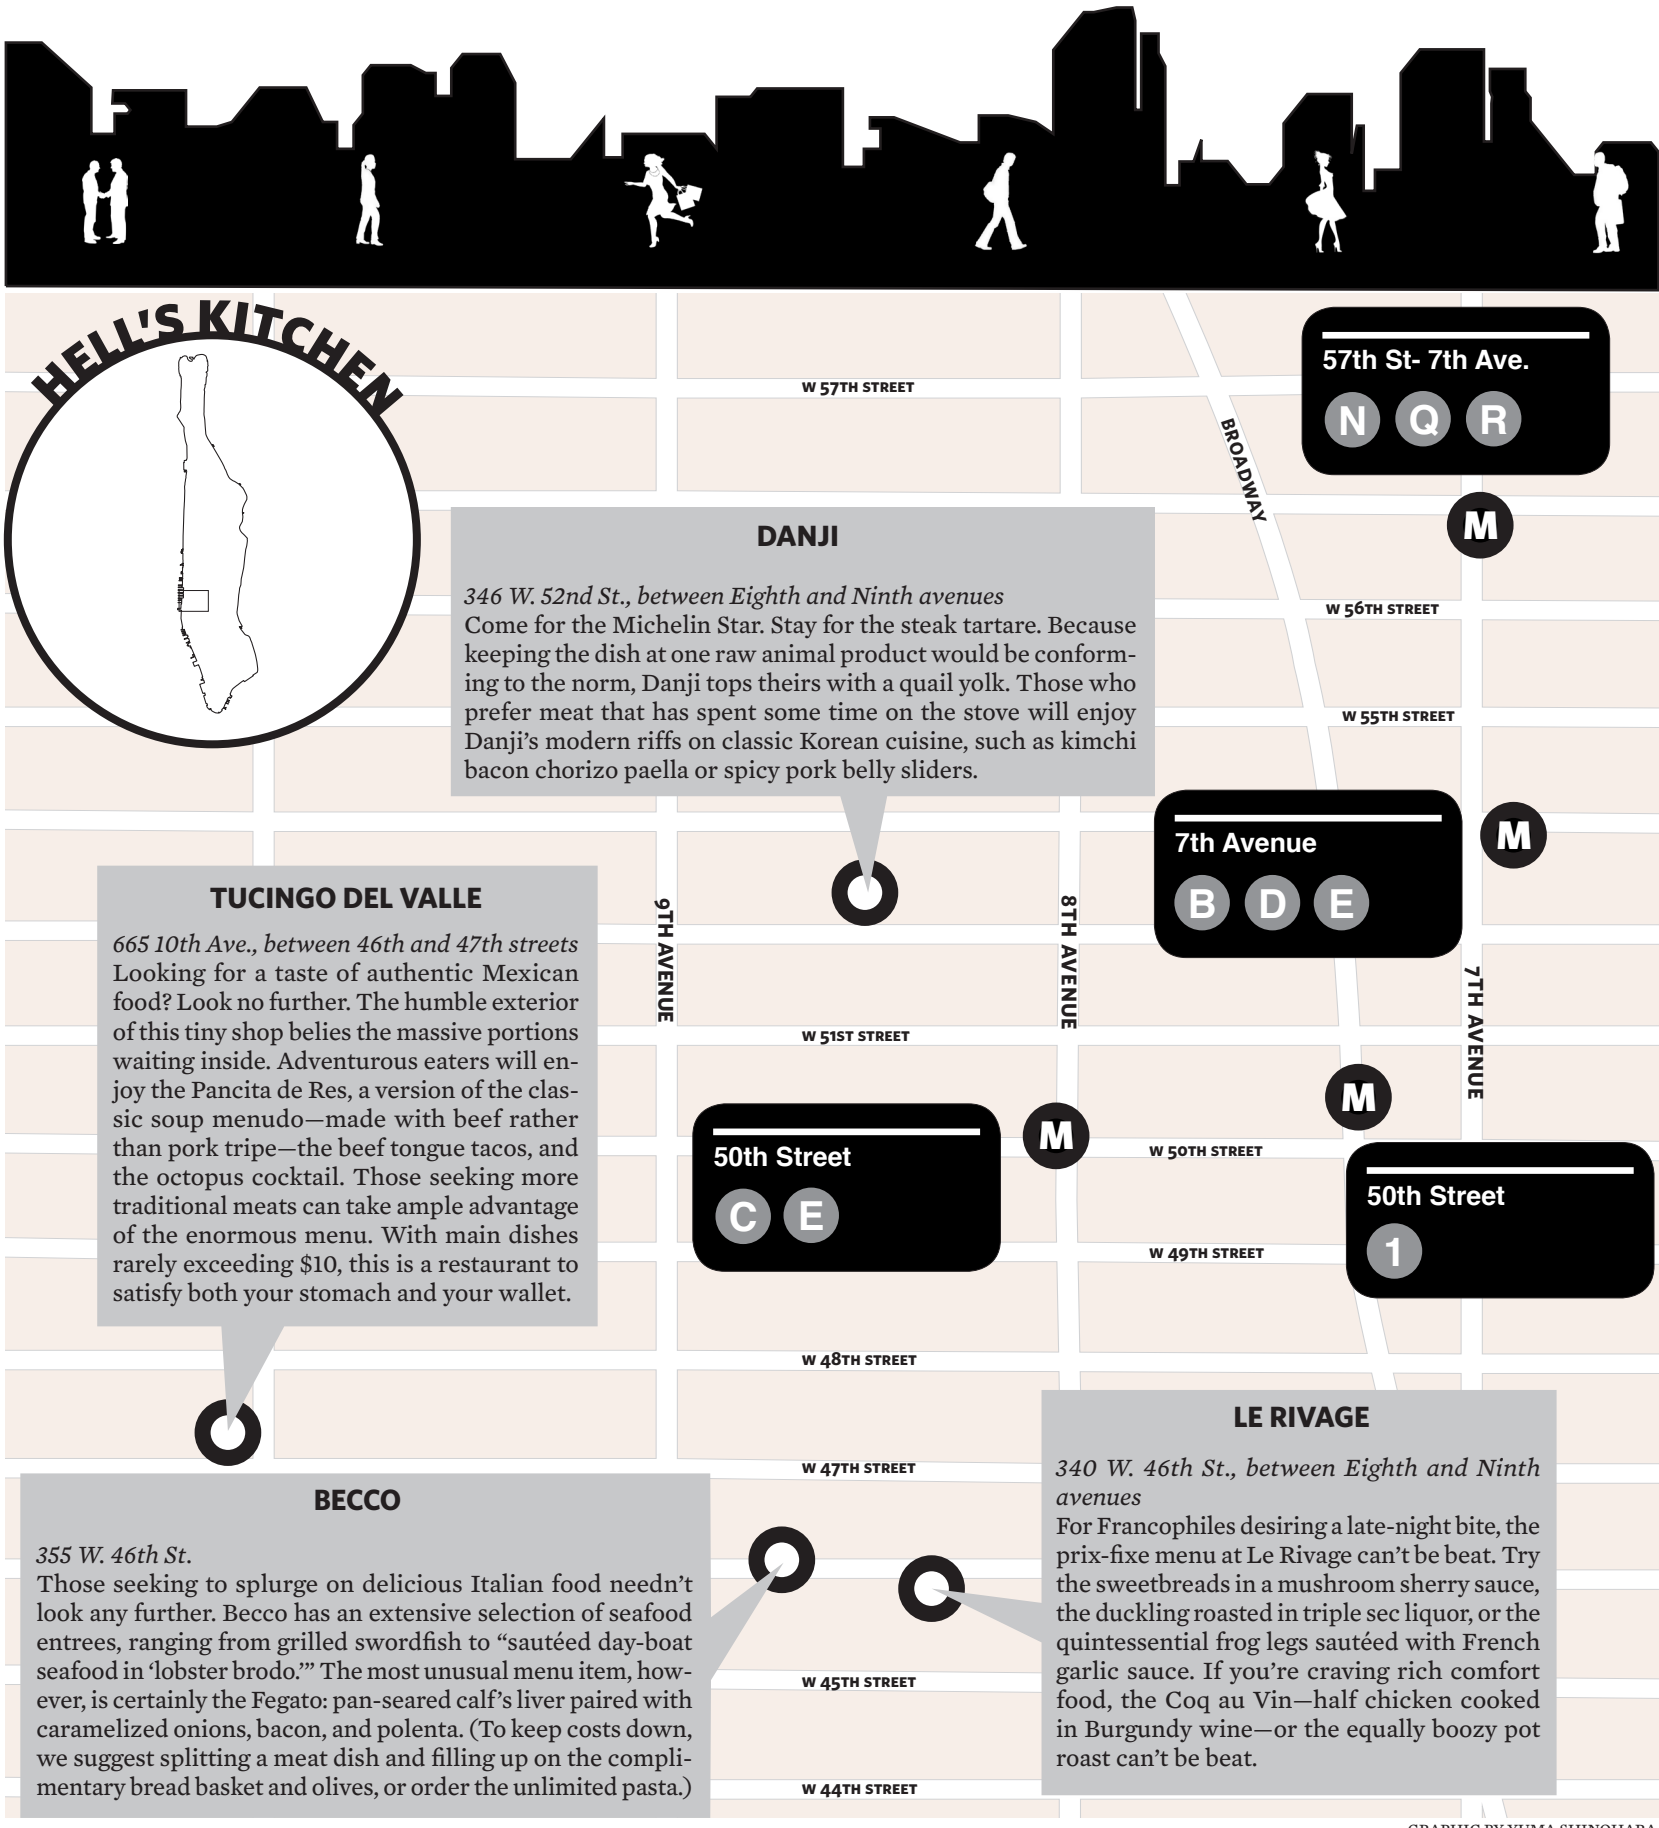 HELL'S KITCHEN
W 57TH STREET
BROADWAY
57th St- 7th Ave.
N Q R
M
DANJI
346 W. 52nd St., between Eighth and Ninth avenues
Come for the Michelin Star. Stay for the steak tartare. Because
keeping the dish at one raw animal product would be conform-
ing to the norm, Danji tops theirs with a quail yolk. Those who
prefer meat that has spent some time on the stove will enjoy
Danji's modern riffs on classic Korean cuisine, such as kimchi
bacon chorizo paella or spicy pork belly sliders.
W 56TH STREET
W 55TH STREET
7th Avenue
B D E
M
TUCINGO DEL VALLE
665 10th Ave., between 46th and 47th streets
Looking for a taste of authentic Mexican
food? Look no further. The humble exterior
of this tiny shop belies the massive portions
waiting inside. Adventurous eaters will en-
joy the Pancita de Res, a version of the clas-
sic soup menudo—made with beef rather
than pork tripe—the beef tongue tacos, and
the octopus cocktail. Those seeking more
traditional meats can take ample advantage
of the enormous menu. With main dishes
rarely exceeding $10, this is a restaurant to
satisfy both your stomach and your wallet.
9TH AVENUE
8TH AVENUE
7TH AVENUE
W 51ST STREET
M
M
50th Street
C E
W 50TH STREET
50th Street
1
W 49TH STREET
W 48TH STREET
W 47TH STREET
BECCO
355 W. 46th St.
Those seeking to splurge on delicious Italian food needn't
look any further. Becco has an extensive selection of seafood
entrees, ranging from grilled swordfish to “sautéed day-boat
seafood in ‘lobster brodo.’” The most unusual menu item, how-
ever, is certainly the Fegato: pan-seared calf's liver paired with
caramelized onions, bacon, and polenta. (To keep costs down,
we suggest splitting a meat dish and filling up on the compli-
mentary bread basket and olives, or order the unlimited pasta.)
LE RIVAGE
340 W. 46th St., between Eighth and Ninth
avenues
For Francophiles desiring a late-night bite, the
prix-fixe menu at Le Rivage can't be beat. Try
the sweetbreads in a mushroom sherry sauce,
the duckling roasted in triple sec liquor, or the
quintessential frog legs sautéed with French
garlic sauce. If you're craving rich comfort
food, the Coq au Vin—half chicken cooked
in Burgundy wine—or the equally boozy pot
roast can't be beat.
W 45TH STREET
W 44TH STREET
GRAPHIC BY YUMA SHINOHARA